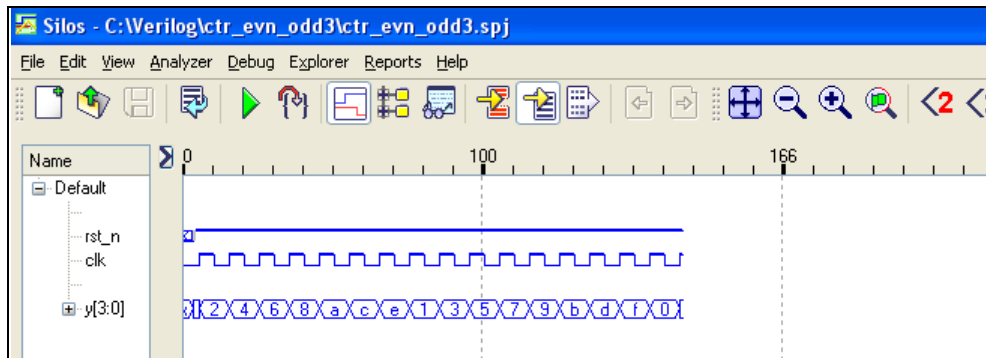 Silos - C:\Verilog\ctr_evn_odd3\ctr_evn_odd3.spj
File Edit View Analyzer Debug Explorer Reports Help
2
Name
0 100 166
Default
rst_n
clk
y[3:0] 2 4 6 8 a c e 1 3 5 7 9 b d f 0